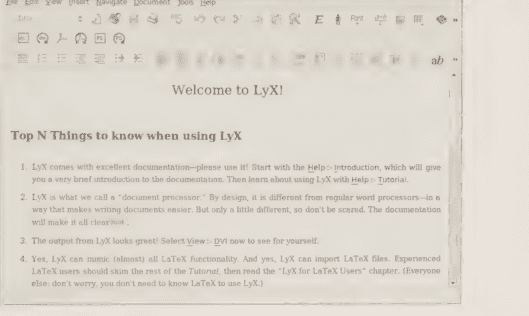 File Edit View Insert Navigate Document Tools Help
E
ab
Welcome to LyX!
Top N Things to know when using LyX
1. LyX comes with excellent documentation—please use it! Start with the Help▹Introduction, which will give
you a very brief introduction to the documentation. Then learn about using LyX with Help▹Tutorial.
2. LyX is what we call a "document processor." By design, it is different from regular word processors—in a
way that makes writing documents easier. But only a little different, so don't be scared. The documentation
will make it all clear
3. The output from LyX looks great! Select View▹DVI now to see for yourself.
4. Yes, LyX can mimic (almost) all LaTeX functionality. And yes, LyX can import LaTeX files. Experienced
LaTeX users should skim the rest of the Tutorial, then read the "LyX for LaTeX Users" chapter. (Everyone
else: don't worry, you don't need to know LaTeX to use LyX.)